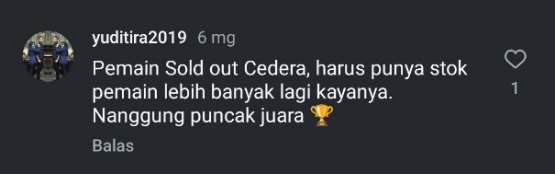 yuditira2019 6 mg
Pemain Sold out Cedera, harus punya stok
pemain lebih banyak lagi kayanya.
Nanggung puncak juara 🏆
1
Balas